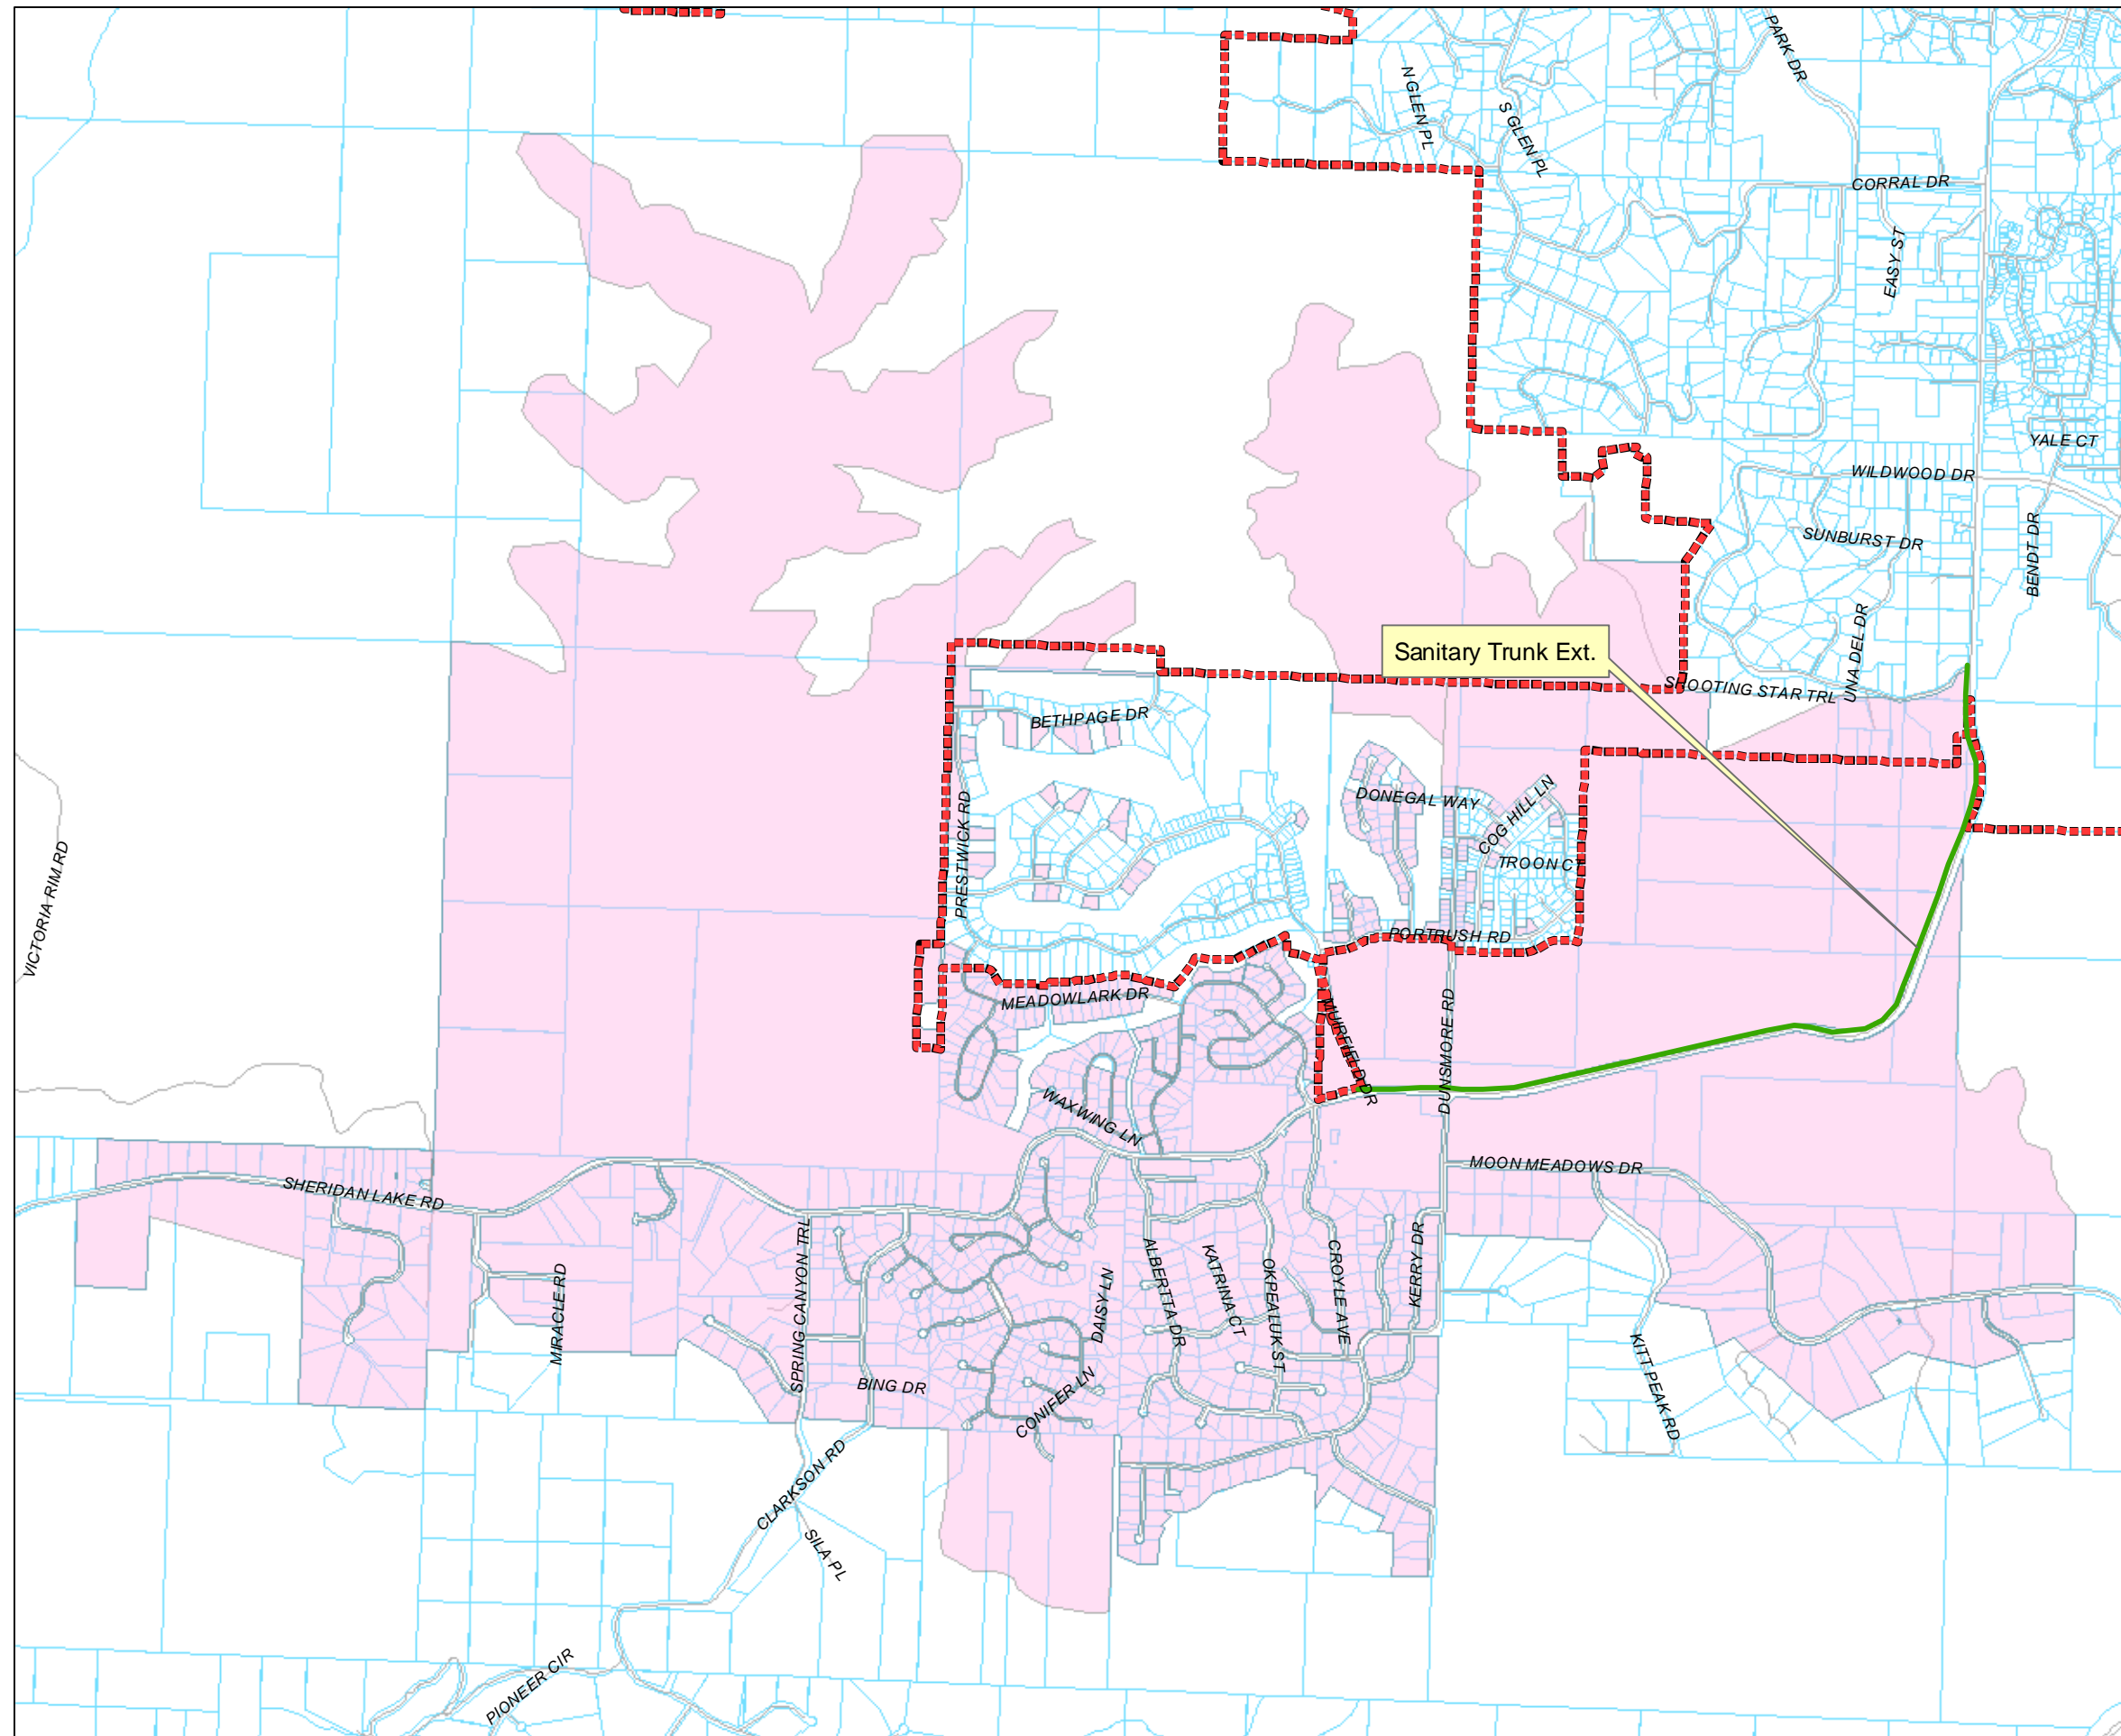 PARK DR
N GLEN PL
S GLEN PL
CORRAL DR
EASY ST
YALE CT
WILDWOOD DR
SUNBURST DR
BENDT DR
UNA DEL DR
Sanitary Trunk Ext.
SHOOTING STAR TRL
BETHPAGE DR
DONEGAL WAY
COG HILL LN
TROON CT
PRESTWICK RD
VICTORIA RIM RD
PORTRUSH RD
MEADOWLARK DR
MUIRFIELD DR
DUNSMORE RD
WAXWING LN
MOON MEADOWS DR
SHERIDAN LAKE RD
SPRING CANYON TRL
MIRACLE RD
DAISY LN
ALBERTTA DR
KATRINA CT
OKPEALUK ST
CROYLE AVE
KERRY DR
KITT PEAK RD
BING DR
CONIFER LN
CLARKSON RD
SILA PL
PIONEER CIR